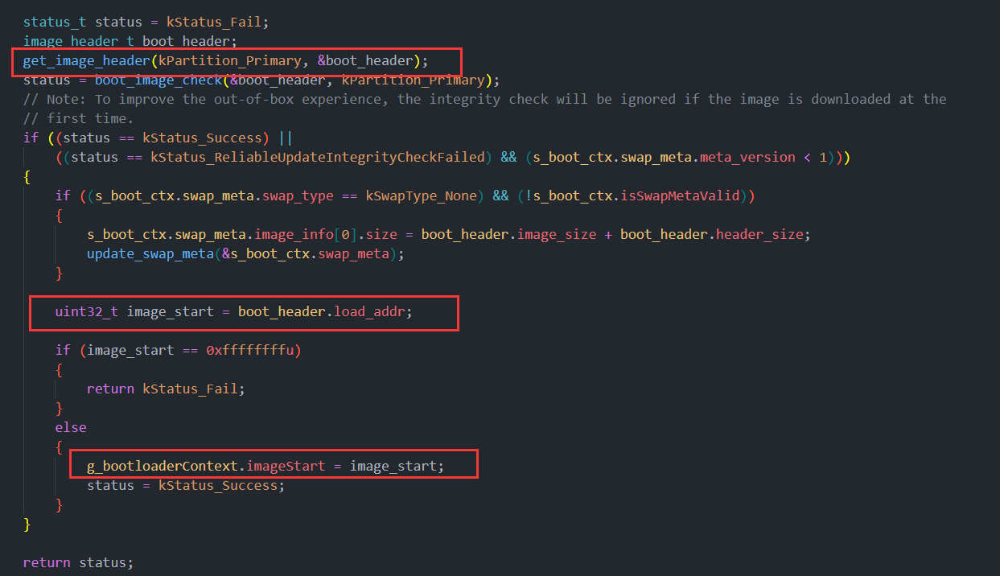 status_t status = kStatus_Fail;
image_header_t boot_header;
get_image_header(kPartition_Primary, &boot_header);
status = boot_image_check(&boot_header, kPartition_Primary);
// Note: To improve the out-of-box experience, the integrity check will be ignored if the image is downloaded at the
// first time.
if ((status == kStatus_Success) ||
((status == kStatus_ReliableUpdateIntegrityCheckFailed) && (s_boot_ctx.swap_meta.meta_version < 1)))
{
if ((s_boot_ctx.swap_meta.swap_type == kSwapType_None) && (!s_boot_ctx.isSwapMetaValid))
{
s_boot_ctx.swap_meta.image_info[0].size = boot_header.image_size + boot_header.header_size;
update_swap_meta(&s_boot_ctx.swap_meta);
}
uint32_t image_start = boot_header.load_addr;
if (image_start == 0xffffffffu)
{
return kStatus_Fail;
}
else
{
g_bootloaderContext.imageStart = image_start;
status = kStatus_Success;
}
}
return status;